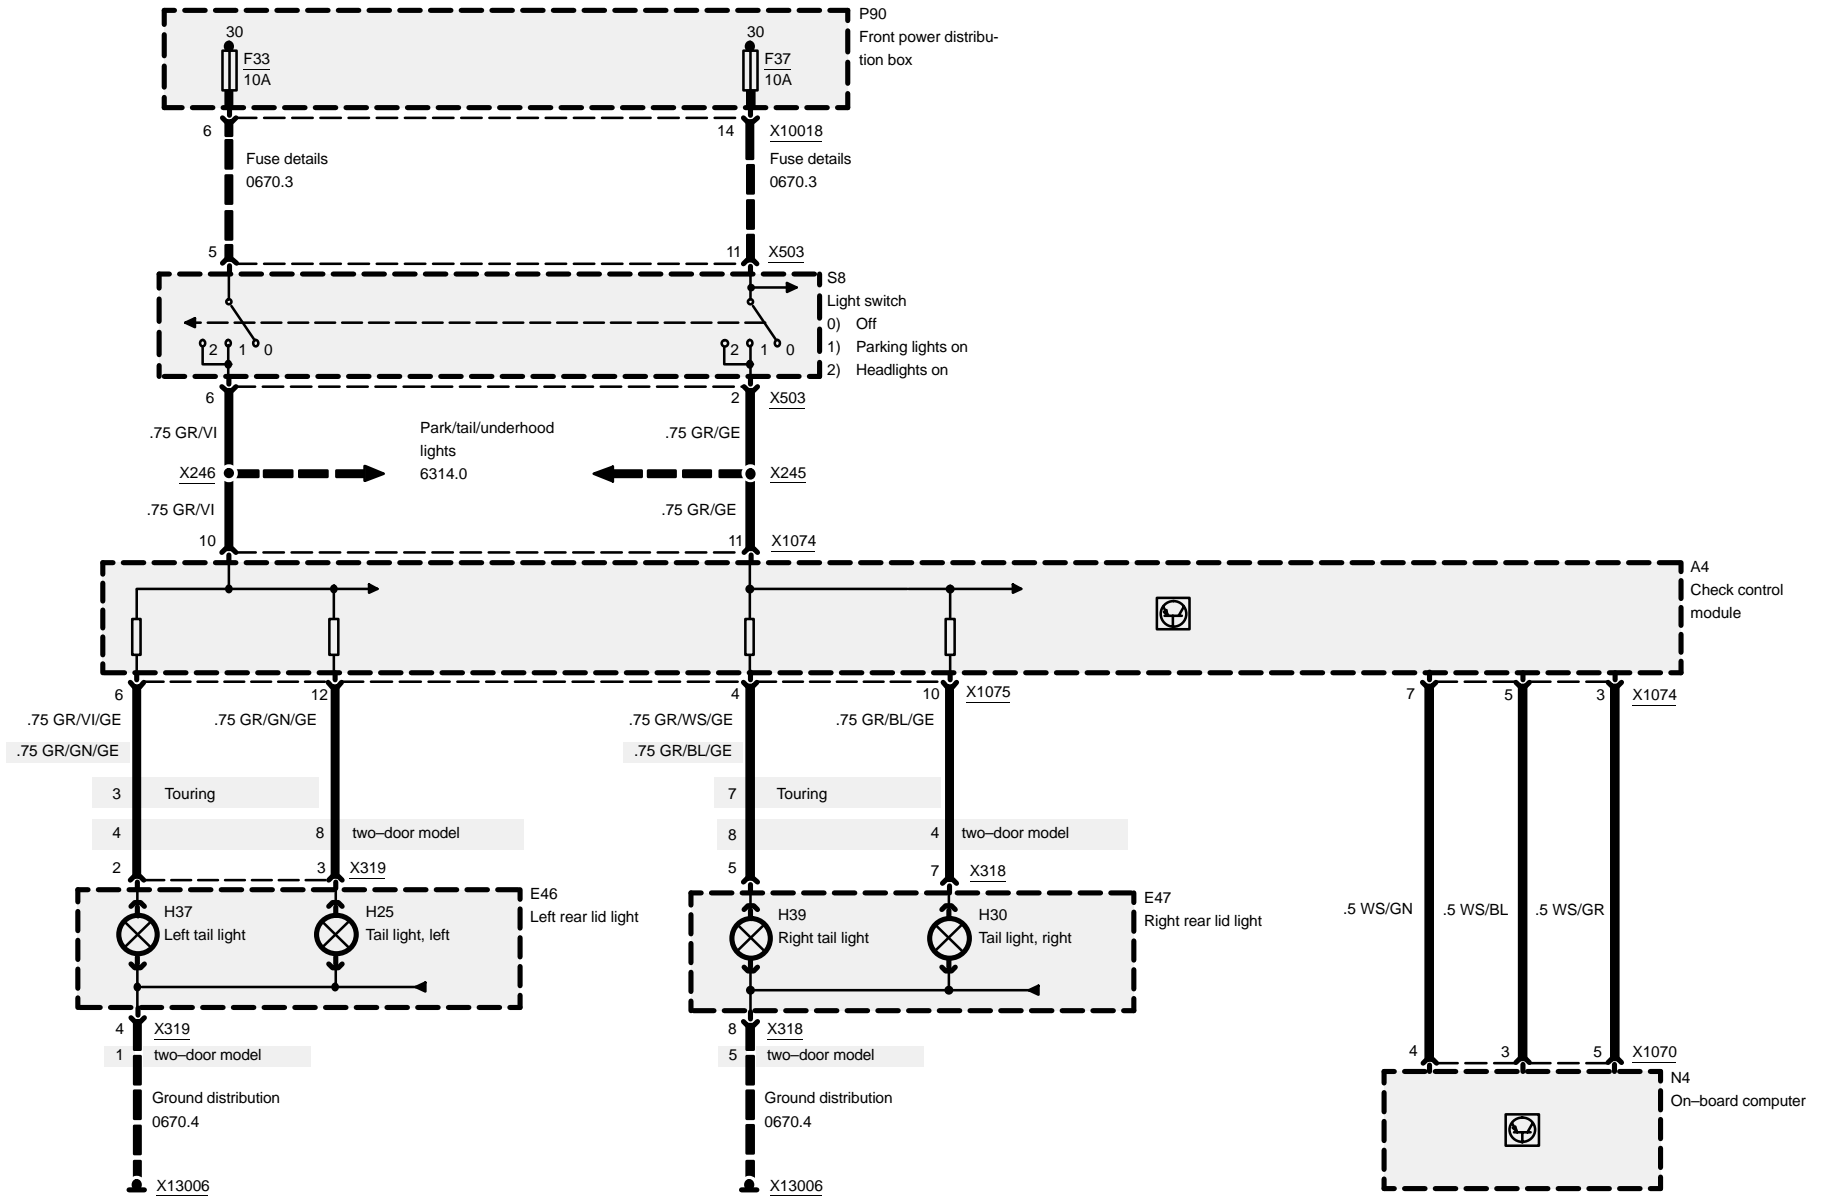 P90
Front power distribu-
tion box
30
F33
10A
30
F37
10A
6
14
X10018
Fuse details
0670.3
Fuse details
0670.3
5
11
X503
S8
Light switch
0) Off
1) Parking lights on
2) Headlights on
2 1 0
2 1 0
6
2
X503
.75 GR/VI
Park/tail/underhood
lights
6314.0
.75 GR/GE
X246
X245
.75 GR/VI
.75 GR/GE
10
11
X1074
A4
Check control
module
6
12
4
10
X1075
7
5
3
X1074
.75 GR/VI/GE
.75 GR/GN/GE
.75 GR/WS/GE
.75 GR/BL/GE
.75 GR/GN/GE
.75 GR/BL/GE
3
Touring
7
Touring
4
8
two–door model
8
4
two–door model
2
3
X319
5
7
X318
E46
Left rear lid light
H37
Left tail light
H25
Tail light, left
E47
Right rear lid light
H39
Right tail light
H30
Tail light, right
.5 WS/GN
.5 WS/BL
.5 WS/GR
4
X319
1
two–door model
8
X318
5
two–door model
4
3
5
X1070
N4
On–board computer
Ground distribution
0670.4
Ground distribution
0670.4
X13006
X13006